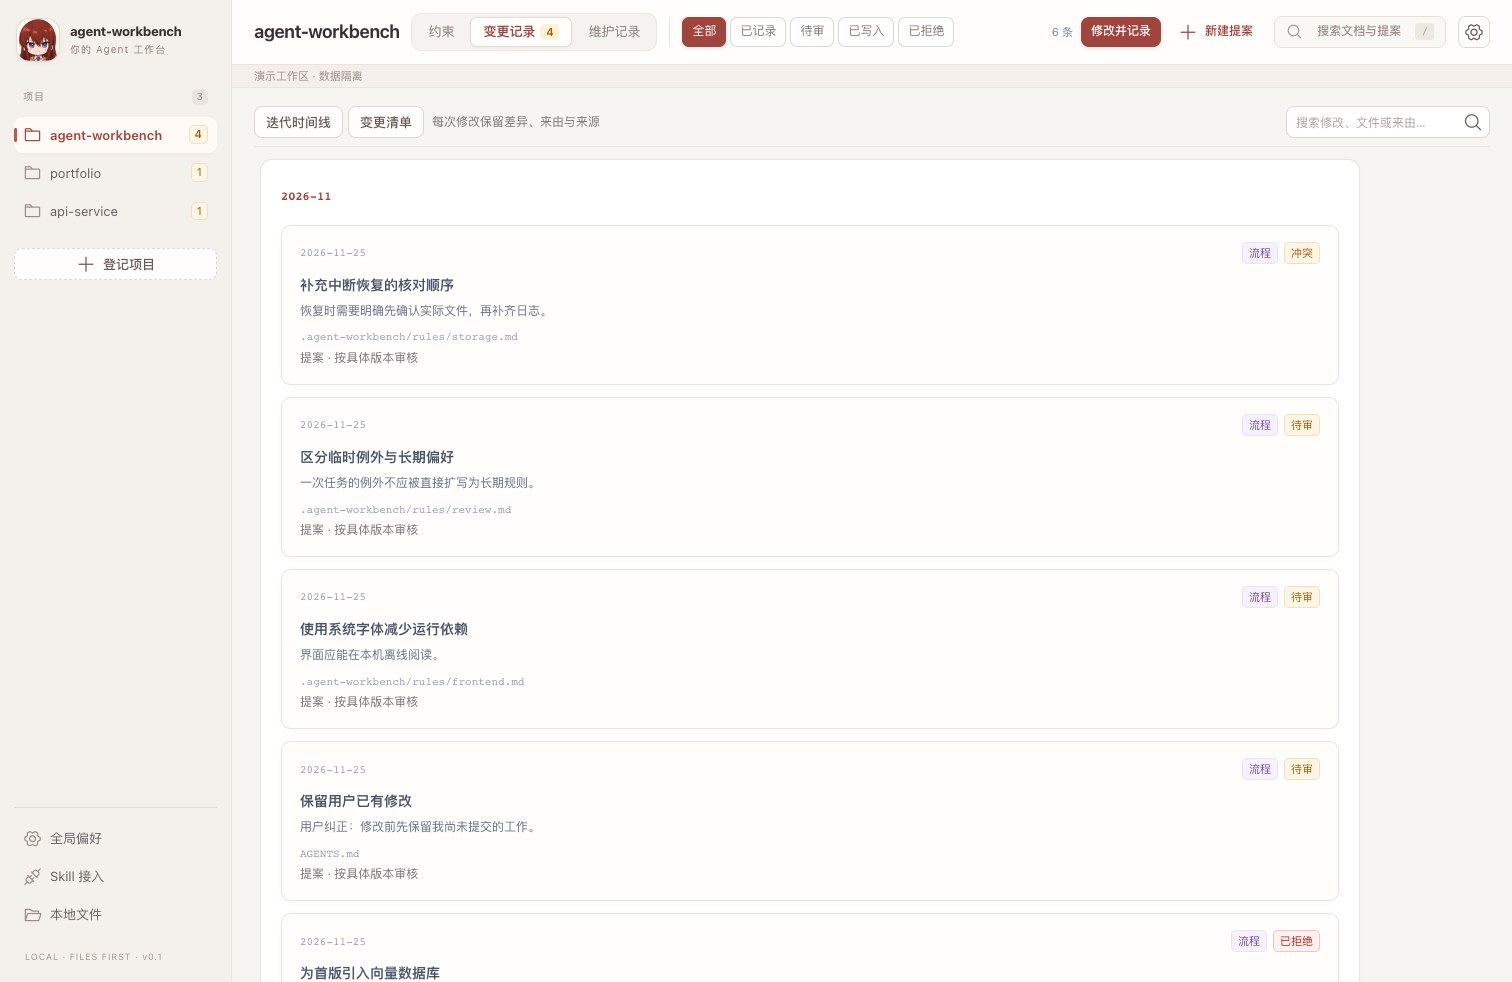 agent-workbench
你的 Agent 工作台
项目 3
agent-workbench 4
portfolio 1
api-service 1
登记项目
全局偏好
Skill 接入
本地文件
LOCAL · FILES FIRST · v0.1
agent-workbench 约束 变更记录 4 维护记录 全部 已记录 待审 已写入 已拒绝 6 条 修改并记录 新建提案 搜索文档与提案 /
演示工作区 · 数据隔离
迭代时间线 变更清单 每次修改保留差异、来由与来源 搜索修改、文件或来由...
2026-11
2026-11-25 流程 冲突
补充中断恢复的核对顺序
恢复时需要明确先确认实际文件，再补齐日志。
.agent-workbench/rules/storage.md
提案 · 按具体版本审核
2026-11-25 流程 待审
区分临时例外与长期偏好
一次任务的例外不应被直接扩写为长期规则。
.agent-workbench/rules/review.md
提案 · 按具体版本审核
2026-11-25 流程 待审
使用系统字体减少运行依赖
界面应能在本机离线阅读。
.agent-workbench/rules/frontend.md
提案 · 按具体版本审核
2026-11-25 流程 待审
保留用户已有修改
用户纠正：修改前先保留我尚未提交的工作。
AGENTS.md
提案 · 按具体版本审核
2026-11-25 流程 已拒绝
为首版引入向量数据库